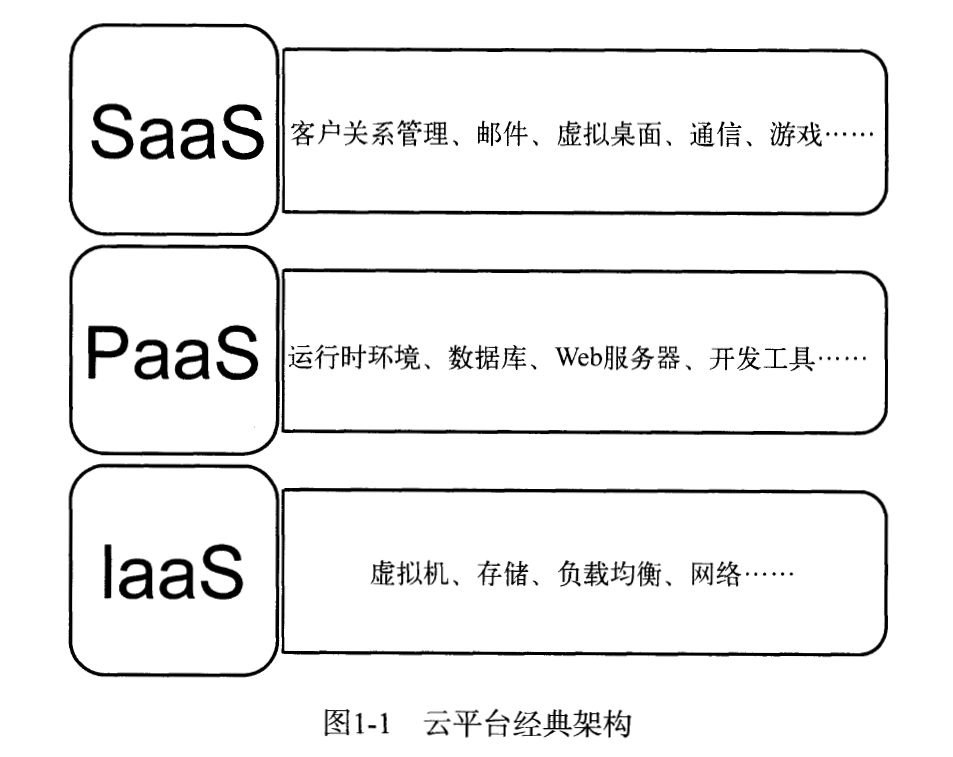 SaaS
客户关系管理、邮件、虚拟桌面、通信、游戏……
PaaS
运行时环境、数据库、Web服务器、开发工具……
IaaS
虚拟机、存储、负载均衡、网络……
图1-1 云平台经典架构